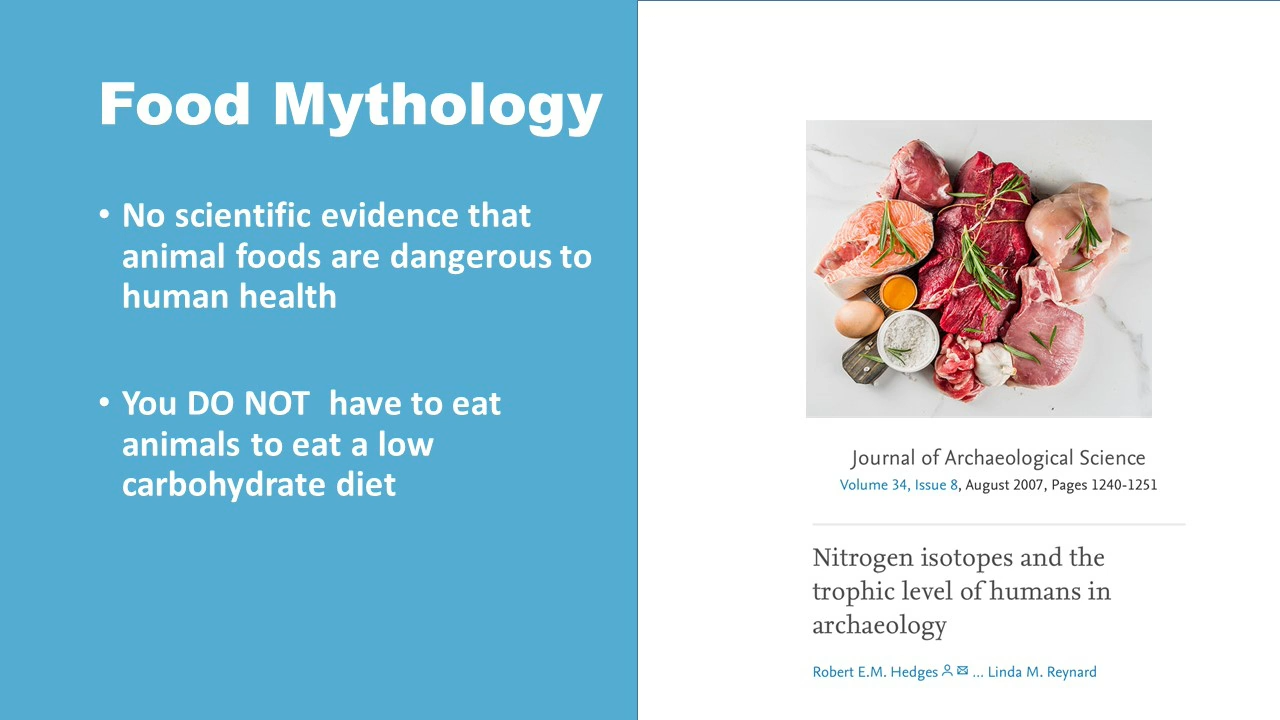 Food Mythology
• No scientific evidence that
animal foods are dangerous to
human health
• You DO NOT have to eat
animals to eat a low
carbohydrate diet
Journal of Archaeological Science
Volume 34, Issue 8, August 2007, Pages 1240-1251
Nitrogen isotopes and the
trophic level of humans in
archaeology
Robert E.M. Hedges ... Linda M. Reynard